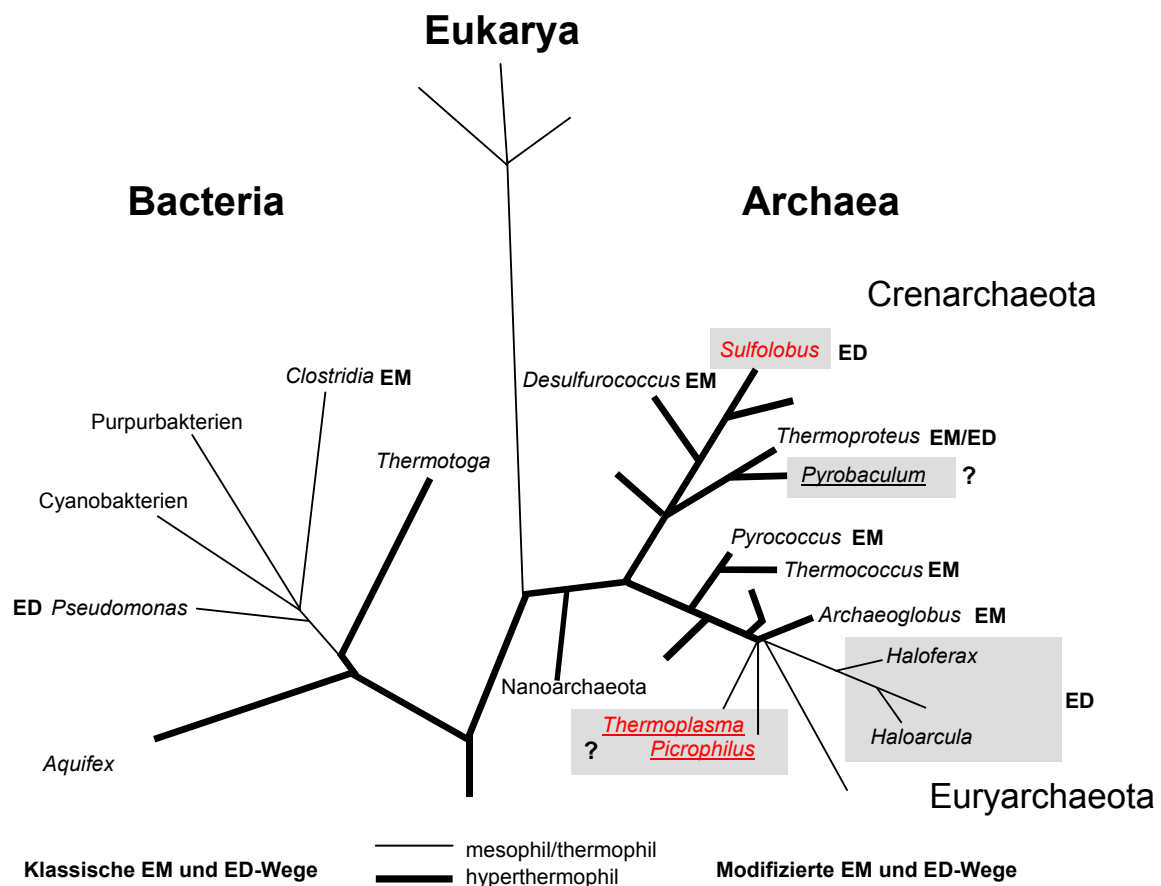 Eukarya
Bacteria
Archaea
Crenarchaeota
Sulfolobus ED
Clostridia EM
Desulfurococcus EM
Purpurbakterien
Thermoproteus EM/ED
Thermotoga
Pyrobaculum ?
Cyanobakterien
Pyrococcus EM
Thermococcus EM
ED Pseudomonas
Archaeoglobus EM
Haloferax
Nanoarchaeota
ED
Thermoplasma
? Picrophilus
Haloarcula
Aquifex
Euryarchaeota
mesophil/thermophil
Klassische EM und ED-Wege
Modifizierte EM und ED-Wege
hyperthermophil